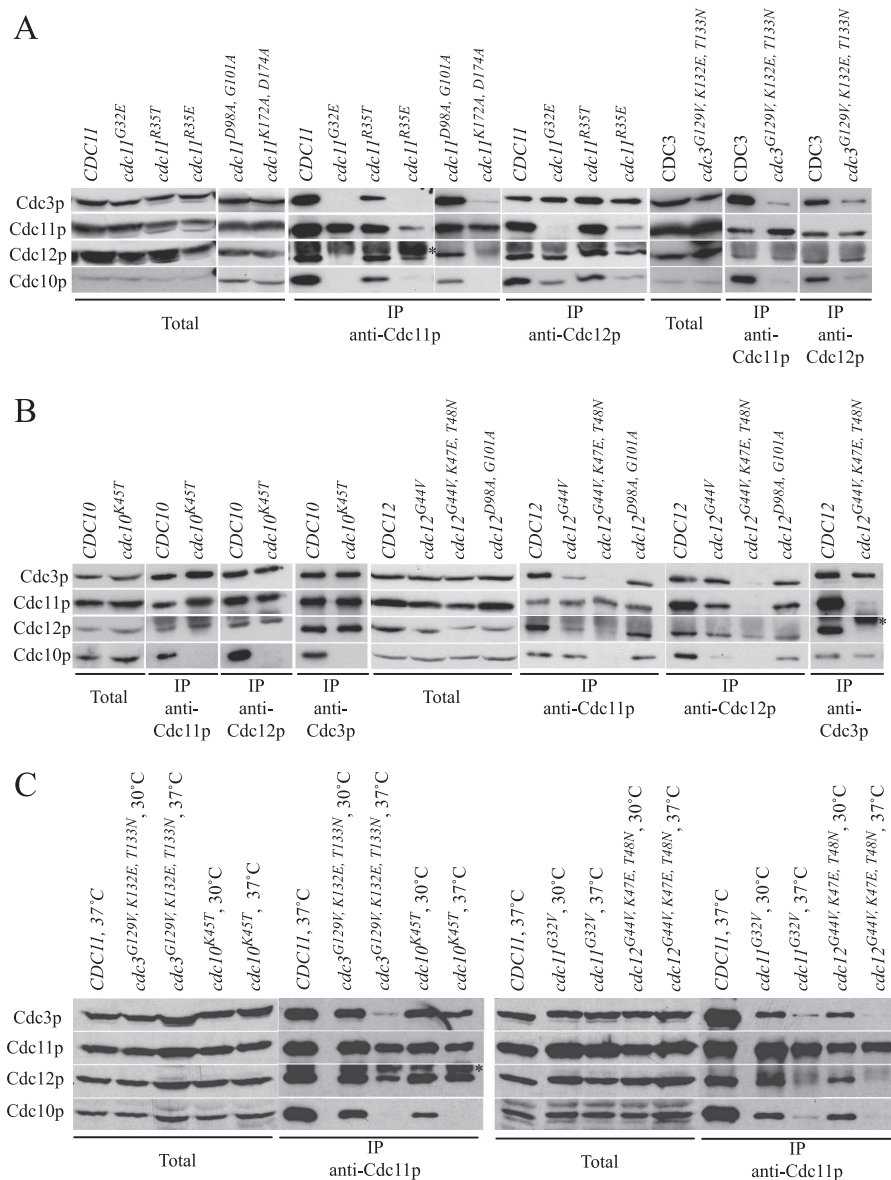 A
CDC11
cdc11G32E
cdc11R35T
cdc11R35E
cdc11D98A, G101A
cdc11K172A, D174A
CDC11
cdc11G32E
cdc11R35T
cdc11R35E
cdc11D98A, G101A
cdc11K172A, D174A
CDC11
cdc11G32E
cdc11R35T
cdc11R35E
CDC3
cdc3G129V, K132E, T133N
CDC3
cdc3G129V, K132E, T133N
CDC3
cdc3G129V, K132E, T133N
Cdc3p
Cdc11p
Cdc12p
*
Cdc10p
Total
IP
anti-Cdc11p
IP
anti-Cdc12p
Total
IP
anti-
Cdc11p
IP
anti-
Cdc12p
B
CDC10
cdc10K45T
CDC10
cdc10K45T
CDC10
cdc10K45T
CDC10
cdc10K45T
CDC12
cdc12G44V
cdc12G44V, K47E, T48N
cdc12D98A, G101A
CDC12
cdc12G44V
cdc12G44V, K47E, T48N
cdc12D98A, G101A
CDC12
cdc12G44V
cdc12G44V, K47E, T48N
cdc12D98A, G101A
CDC12
cdc12G44V, K47E, T48N
Cdc3p
Cdc11p
Cdc12p
*
Cdc10p
Total
IP
anti-
Cdc11p
IP
anti-
Cdc12p
IP
anti-
Cdc3p
Total
IP
anti-Cdc11p
IP
anti-Cdc12p
IP
anti-
Cdc3p
C
CDC11, 37˚C
cdc3G129V, K132E, T133N, 30˚C
cdc3G129V, K132E, T133N, 37˚C
cdc10K45T, 30˚C
cdc10K45T, 37˚C
CDC11, 37˚C
cdc3G129V, K132E, T133N, 30˚C
cdc3G129V, K132E, T133N, 37˚C
cdc10K45T, 30˚C
cdc10K45T, 37˚C
CDC11, 37˚C
cdc11G32V, 30˚C
cdc11G32V, 37˚C
cdc12G44V, K47E, T48N, 30˚C
cdc12G44V, K47E, T48N, 37˚C
CDC11, 37˚C
cdc11G32V, 30˚C
cdc11G32V, 37˚C
cdc12G44V, K47E, T48N, 30˚C
cdc12G44V, K47E, T48N, 37˚C
Cdc3p
Cdc11p
Cdc12p
*
Cdc10p
Total
IP
anti-Cdc11p
Total
IP
anti-Cdc11p